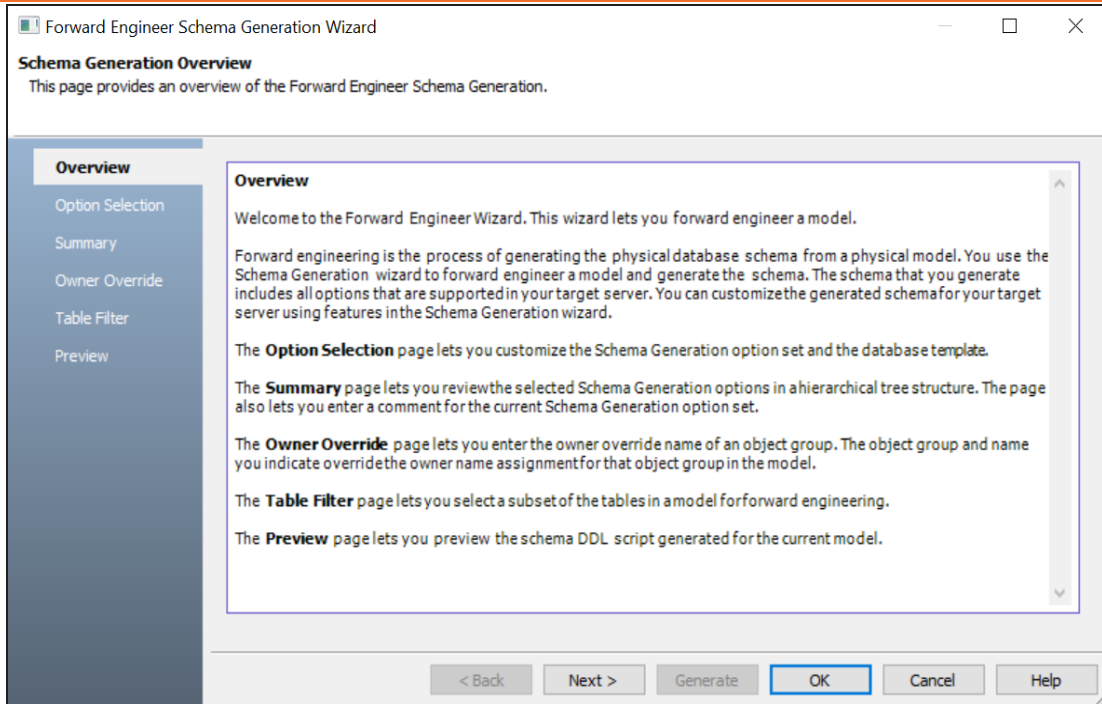 Forward Engineer Schema Generation Wizard
Schema Generation Overview
This page provides an overview of the Forward Engineer Schema Generation.
Overview
Option Selection
Summary
Owner Override
Table Filter
Preview
Overview
Welcome to the Forward Engineer Wizard. This wizard lets you forward engineer a model.
Forward engineering is the process of generating the physical database schema from a physical model. You use the
Schema Generation wizard to forward engineer a model and generate the schema. The schema that you generate
includes all options that are supported in your target server. You can customize the generated schema for your target
server using features in the Schema Generation wizard.
The Option Selection page lets you customize the Schema Generation option set and the database template.
The Summary page lets you review the selected Schema Generation options in a hierarchical tree structure. The page
also lets you enter a comment for the current Schema Generation option set.
The Owner Override page lets you enter the owner override name of an object group. The object group and name
you indicate override the owner name assignment for that object group in the model.
The Table Filter page lets you select a subset of the tables in a model for forward engineering.
The Preview page lets you preview the schema DDL script generated for the current model.
< Back
Next >
Generate
OK
Cancel
Help